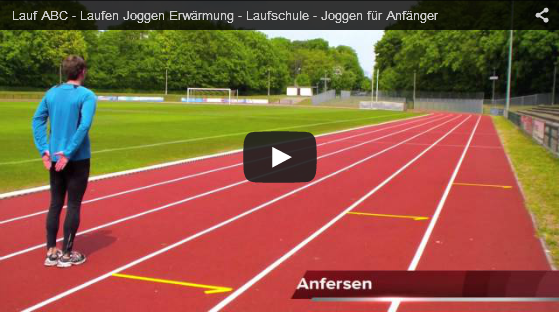 Lauf ABC - Laufen Joggen Erwärmung - Laufschule - Joggen für Anfänger
Anfersen